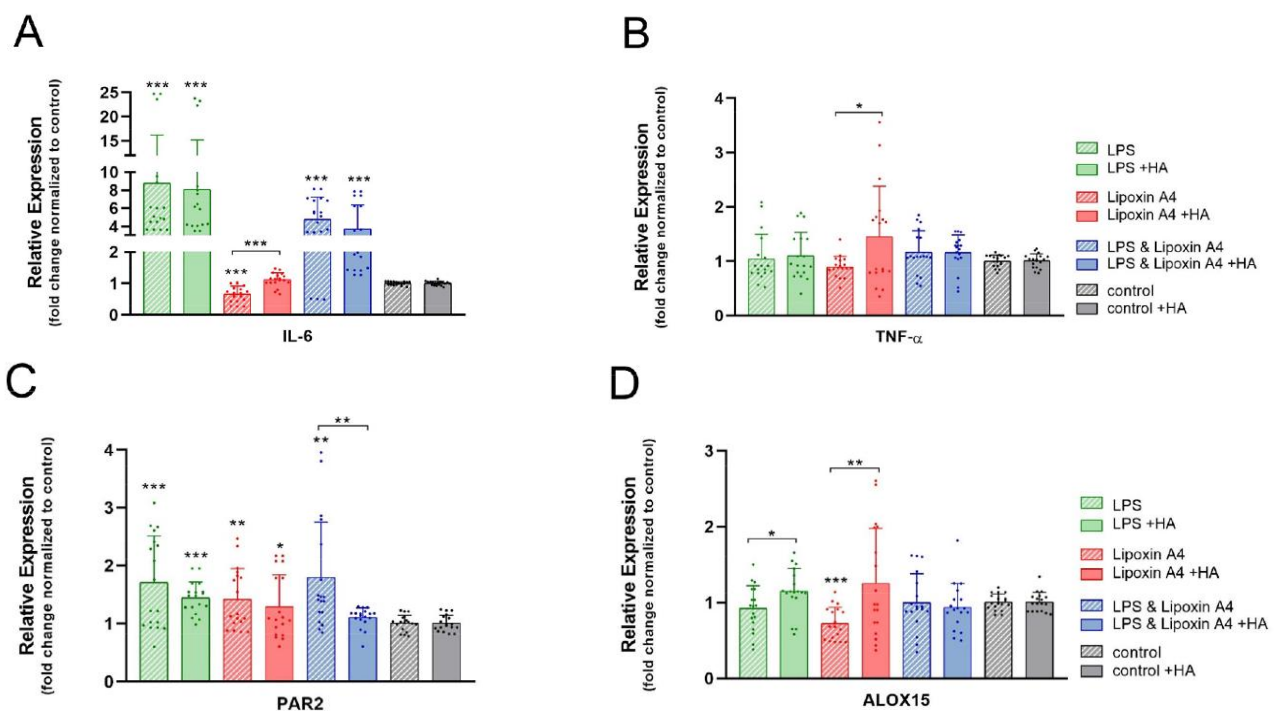 A
Relative Expression
(fold change normalized to control)
25
20
15
10
8
6
4
2
1
0
***
***
***
***
***
***
IL-6
B
Relative Expression
(fold change normalized to control)
4
3
2
1
0
*
TNF-α
LPS
LPS +HA
Lipoxin A4
Lipoxin A4 +HA
LPS & Lipoxin A4
LPS & Lipoxin A4 +HA
control
control +HA
C
Relative Expression
(fold change normalized to control)
4
3
2
1
0
***
***
**
*
**
**
PAR2
D
Relative Expression
(fold change normalized to control)
3
2
1
0
*
***
**
ALOX15
LPS
LPS +HA
Lipoxin A4
Lipoxin A4 +HA
LPS & Lipoxin A4
LPS & Lipoxin A4 +HA
control
control +HA